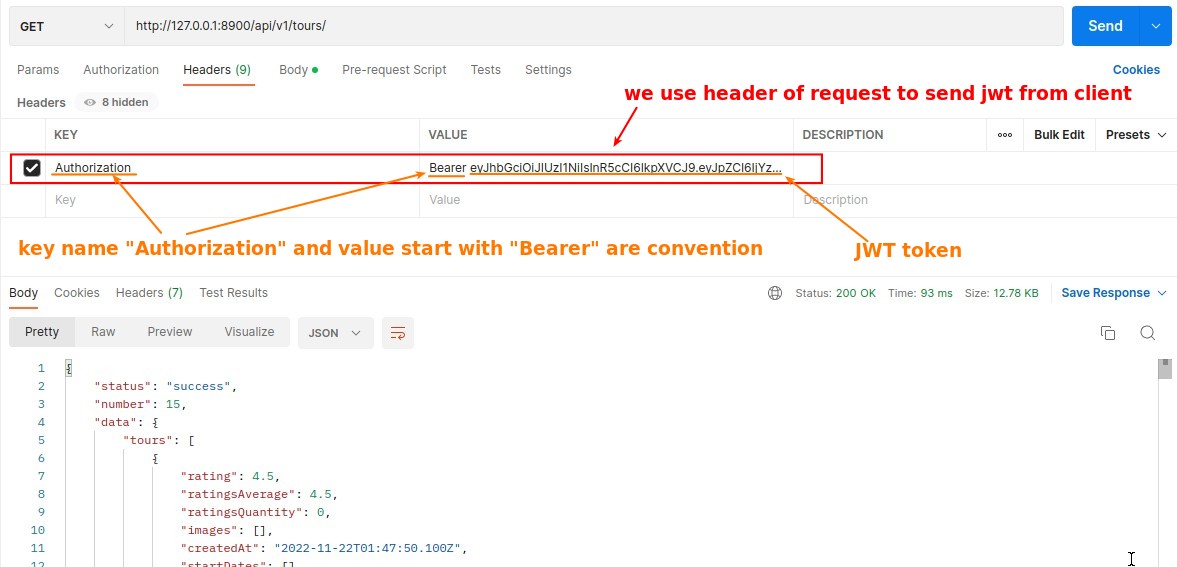 GET http://127.0.0.1:8900/api/v1/tours/ Send
Params Authorization Headers (9) Body Pre-request Script Tests Settings Cookies
we use header of request to send jwt from client
Headers 8 hidden
KEY VALUE DESCRIPTION Bulk Edit Presets
Authorization Bearer eyJhbGciOiJIUzI1NiIsInR5cCI6IkpXVCJ9.eyJpZCI6IjYz...
Key Value Description
key name "Authorization" and value start with "Bearer" are convention
JWT token
Body Cookies Headers (7) Test Results Status: 200 OK Time: 93 ms Size: 12.78 KB Save Response
Pretty Raw Preview Visualize JSON
1 {
2 "status": "success",
3 "number": 15,
4 "data": {
5 "tours": [
6 {
7 "rating": 4.5,
8 "ratingsAverage": 4.5,
9 "ratingsQuantity": 0,
10 "images": [],
11 "createdAt": "2022-11-22T01:47:50.100Z",
12 "startDates": []